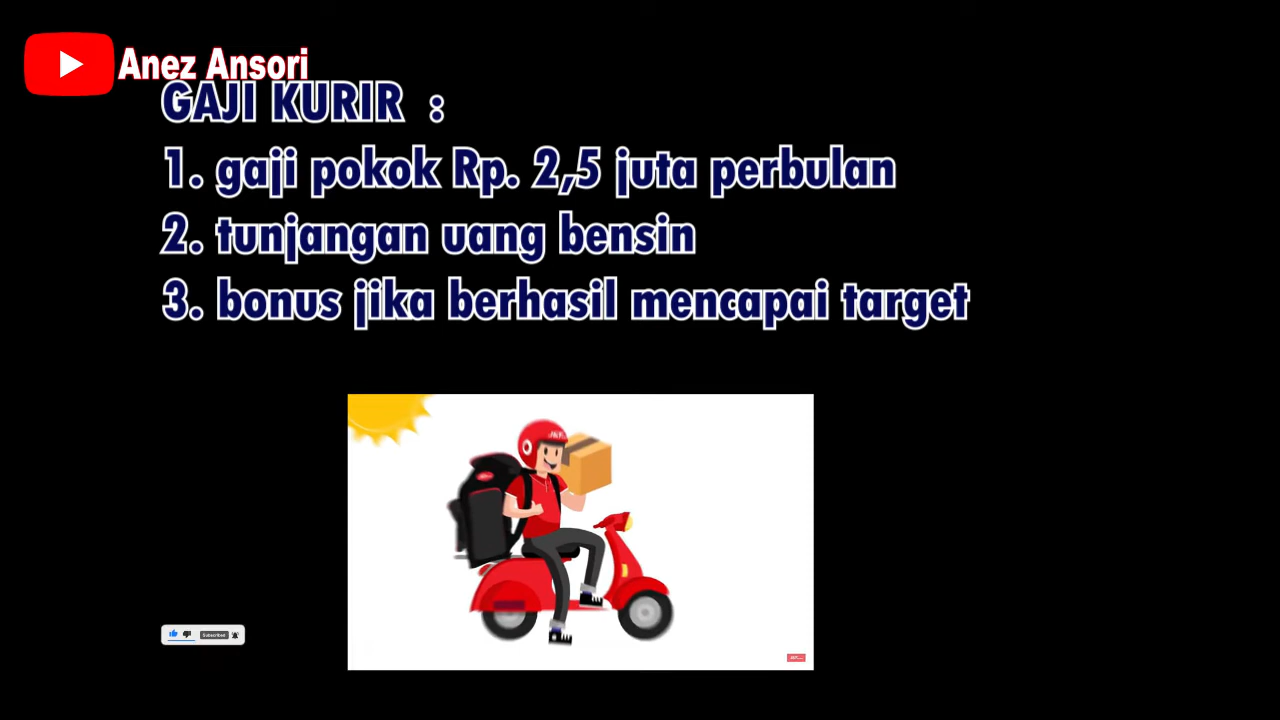 Anez Ansori
GAJI KURIR :
1. gaji pokok Rp. 2,5 juta perbulan
2. tunjangan uang bensin
3. bonus jika berhasil mencapai target
Subscribed